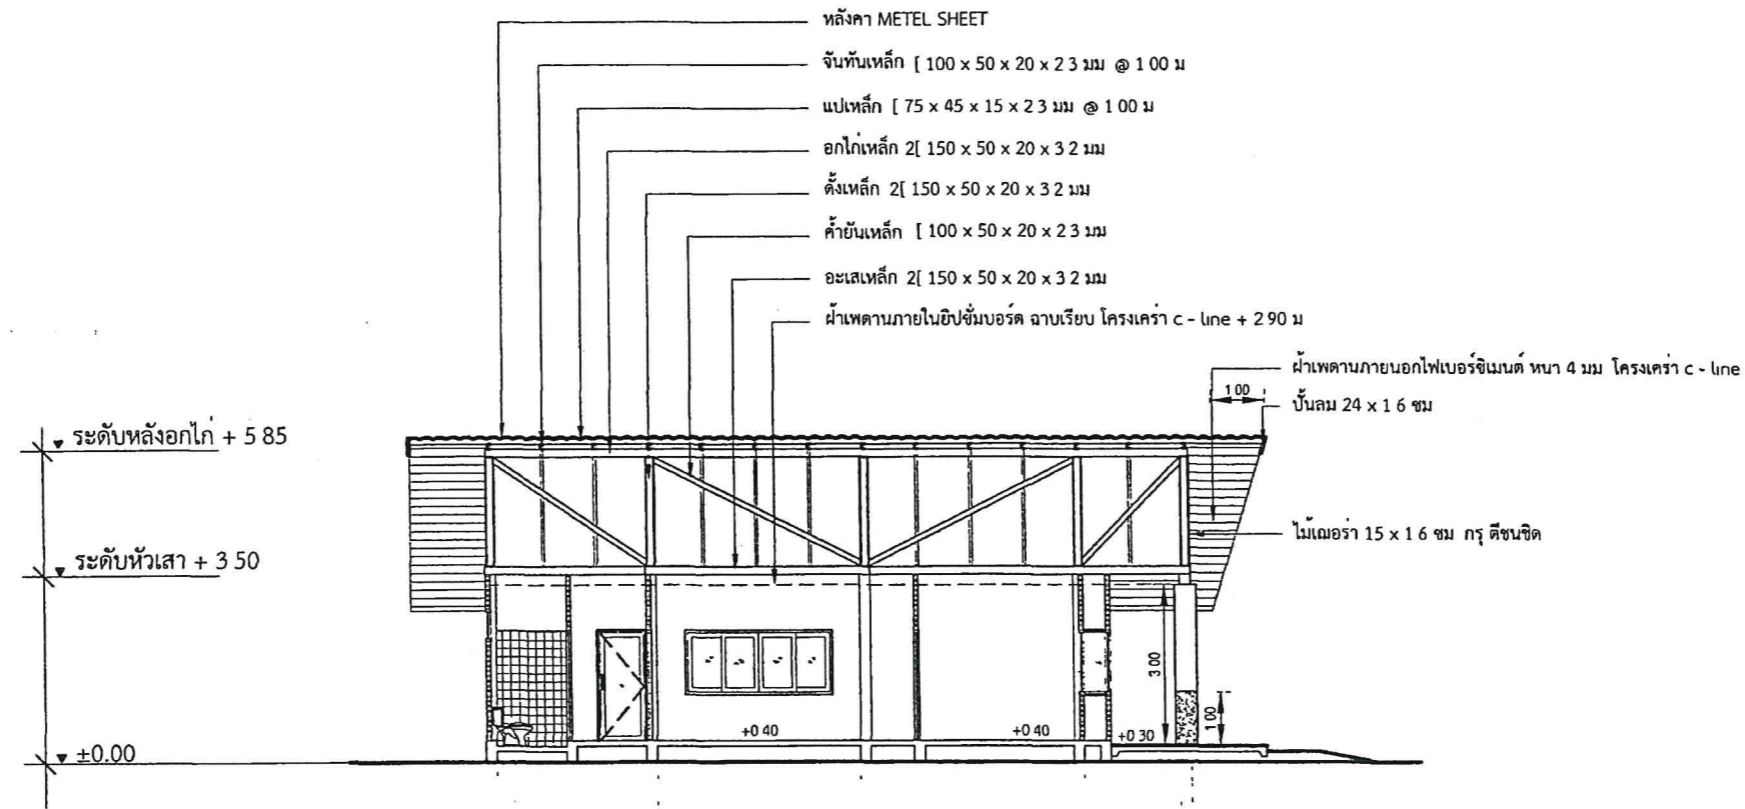 หลังคา METEL SHEET
จันทันเหล็ก [ 100 x 50 x 20 x 2 3 มม @ 1 00 ม
แปเหล็ก [ 75 x 45 x 15 x 2 3 มม @ 1 00 ม
อกไก่เหล็ก 2[ 150 x 50 x 20 x 3 2 มม
ดั้งเหล็ก 2[ 150 x 50 x 20 x 3 2 มม
ค้ำยันเหล็ก [ 100 x 50 x 20 x 2 3 มม
อะเสเหล็ก 2[ 150 x 50 x 20 x 3 2 มม
ฝ้าเพดานภายในยิปซั่มบอร์ด ฉาบเรียบ โครงเคร่า c - line + 2 90 ม
ฝ้าเพดานภายนอกไฟเบอร์ซิเมนต์ หนา 4 มม โครงเคร่า c - line
1 00
ปั้นลม 24 x 1 6 ซม
ระดับหลังอกไก่ + 5 85
ไม้เฌอร่า 15 x 1 6 ซม กรุ ตีชนชิด
ระดับหัวเสา + 3 50
3 00
1 00
+0 40
+0 40
+0 30
±0.00